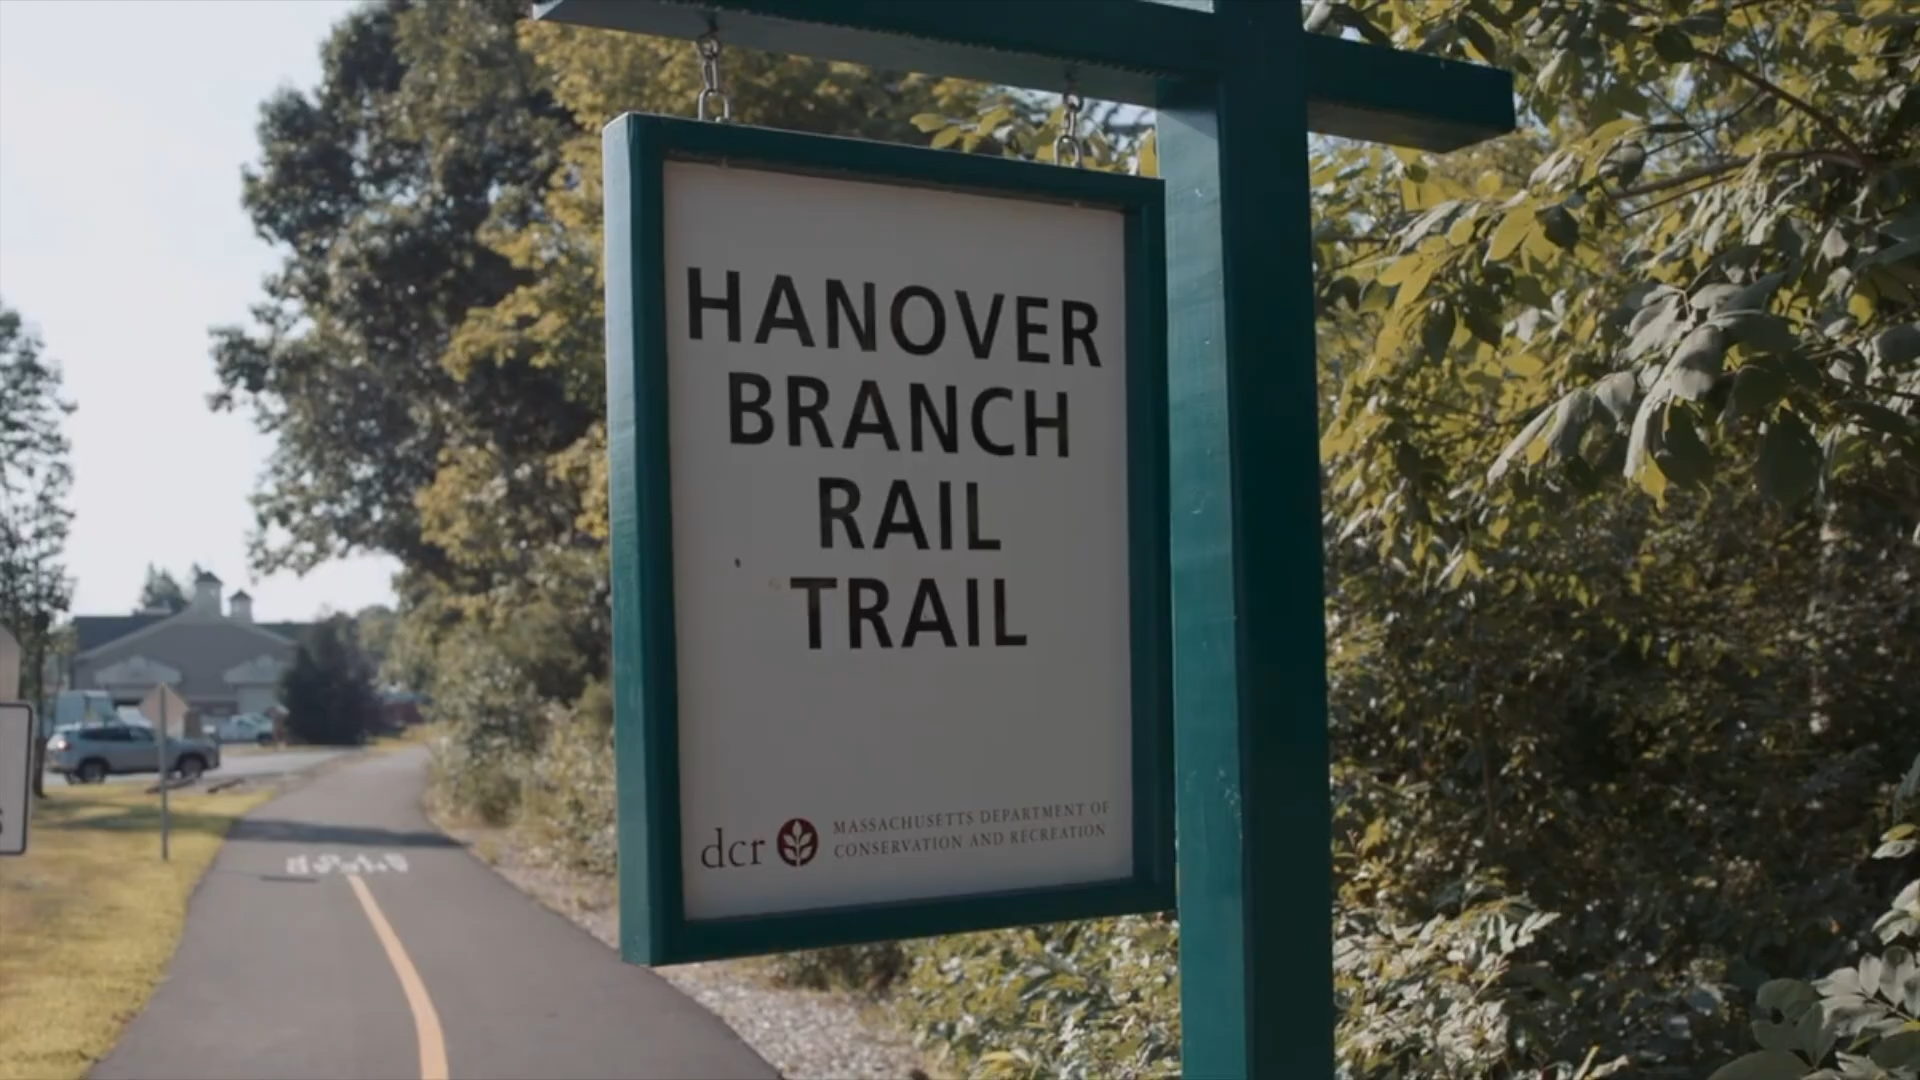 HANOVER
BRANCH
RAIL
TRAIL
dcr
MASSACHUSETTS DEPARTMENT OF
CONSERVATION AND RECREATION